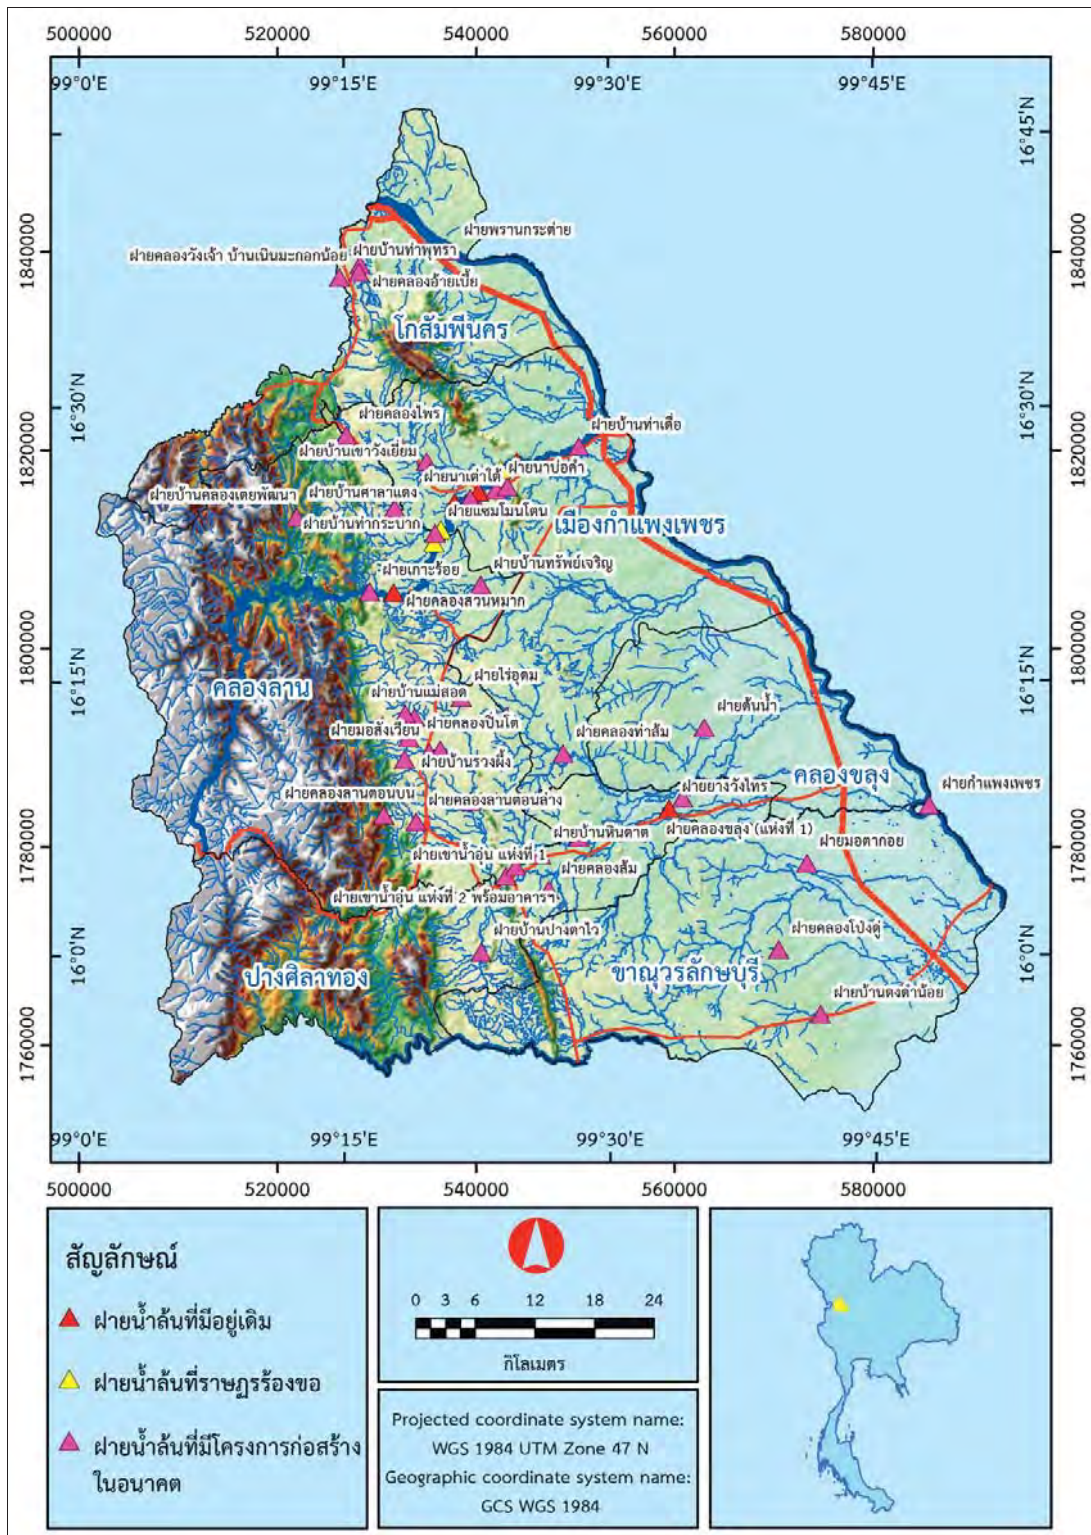 500000 520000 540000 560000 580000
99°0'E 99°15'E 99°30'E 99°45'E
16°45'N 16°45'N
1840000 1840000
ฝายพรานกระต่าย
ฝายคลองวังเจ้า บ้านเนินมะกอกน้อย
ฝายบ้านท่าพุทรา
ฝายคลองอ้ายเปี้ย
โกสัมพีนคร
16°30'N 16°30'N
ฝายคลองไพร
ฝายบ้านท่าเดื่อ
1820000 1820000
ฝายบ้านเขาวังเยี่ยม
ฝายนาเต่าใต้
ฝายนาบ่อคำ
ฝายบ้านคลองเตยพัฒนา
ฝายบ้านศาลาแดง
ฝายแซมโมนโตน
เมืองกำแพงเพชร
ฝายบ้านท่ากระบาก
ฝายเกาะร้อย
ฝายบ้านทรัพย์เจริญ
ฝายคลองสวนหมาก
1800000 1800000
16°15'N 16°15'N
ฝายไร่อุดม
คลองลาน
ฝายบ้านแม่สอด
ฝายต้นน้ำ
ฝายมอสังเวียน
ฝายคลองปิ่นโต
ฝายคลองท่าส้ม
ฝายบ้านรวงผึ้ง
คลองขลุง
ฝายยางวังไทร
ฝายกำแพงเพชร
ฝายคลองลานตอนบน
ฝายคลองลานตอนล่าง
ฝายบ้านหินดาต
ฝายคลองขลุง (แห่งที่ 1)
ฝายมอตากอย
1780000 1780000
ฝายเขาน้ำอุ่น แห่งที่ 1
ฝายคลองส้ม
ฝายเขาน้ำอุ่น แห่งที่ 2 พร้อมอาคารฯ
ฝายบ้านปางตาไว
ฝายคลองโป่งดู่
16°0'N 16°0'N
ปางศิลาทอง
ขาณุวรลักษบุรี
ฝายบ้านดงดำน้อย
1760000 1760000
99°0'E 99°15'E 99°30'E 99°45'E
500000 520000 540000 560000 580000
สัญลักษณ์
ฝายน้ำล้นที่มีอยู่เดิม
ฝายน้ำล้นที่ราษฎรร้องขอ
ฝายน้ำล้นที่มีโครงการก่อสร้าง
ในอนาคต
0 3 6 12 18 24
กิโลเมตร
Projected coordinate system name:
WGS 1984 UTM Zone 47 N
Geographic coordinate system name:
GCS WGS 1984